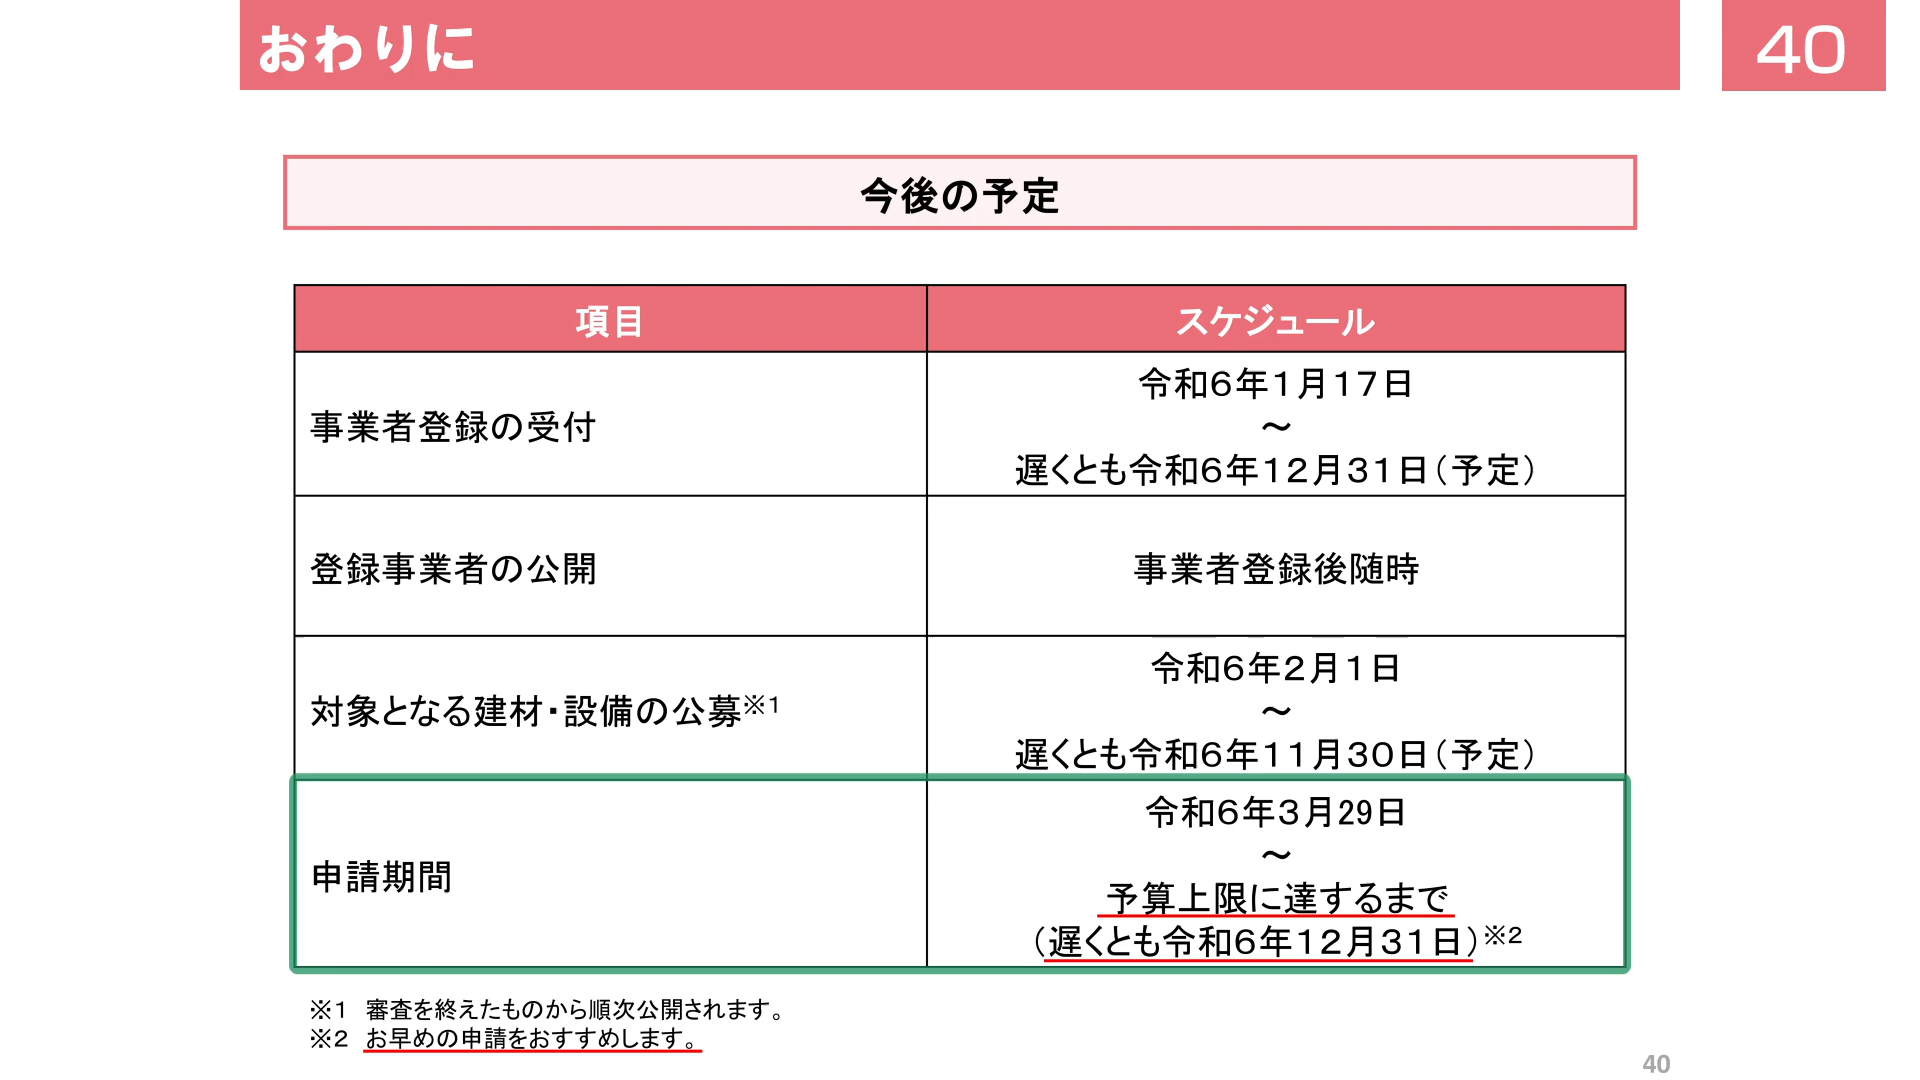 おわりに
40
今後の予定
項目
スケジュール
事業者登録の受付
令和6年1月17日
～
遅くとも令和6年12月31日（予定）
登録事業者の公開
事業者登録後随時
対象となる建材・設備の公募※1
令和6年2月1日
～
遅くとも令和6年11月30日（予定）
申請期間
令和6年3月29日
～
予算上限に達するまで
（遅くとも令和6年12月31日）※2
※1 審査を終えたものから順次公開されます。
※2 お早めの申請をおすすめします。
40